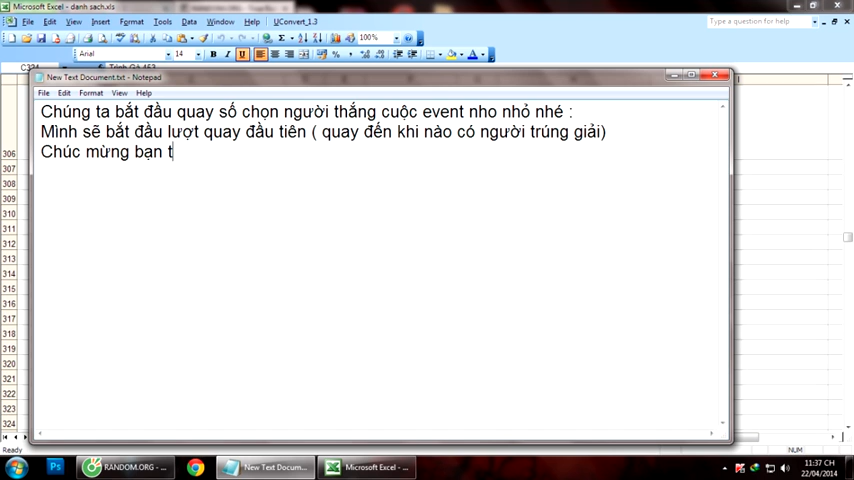 Microsoft Excel - danh sach.xls
File Edit View Insert Format Tools Data Window Help UConvert_1.3
Type a question for help
100%
Arial 14 B I U
New Text Document.txt - Notepad
File Edit Format View Help
Chúng ta bắt đầu quay số chọn người thắng cuộc event nho nhỏ nhé :
Mình sẽ bắt đầu lượt quay đầu tiên ( quay đến khi nào có người trúng giải)
Chúc mừng bạn t
306
307
308
309
310
311
312
313
314
315
316
317
318
319
320
321
322
323
324
Ready
NUM
RANDOM.ORG - ...
New Text Docum...
Microsoft Excel - da...
11:37 CH
22/04/2014